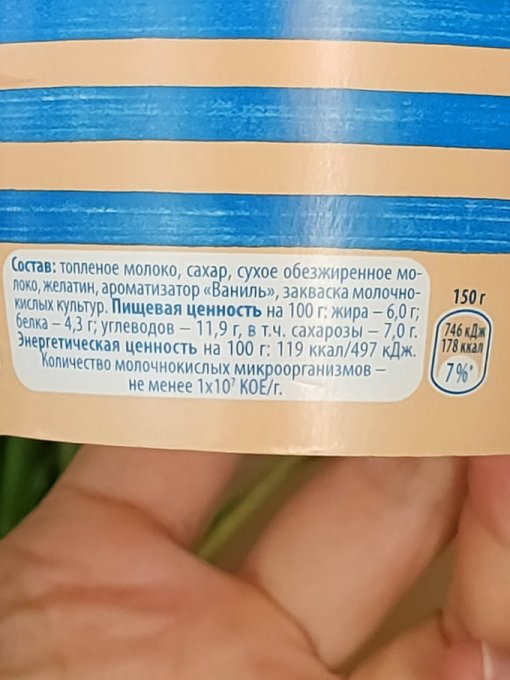 Состав: топленое молоко, сахар, сухое обезжиренное мо-
локо, желатин, ароматизатор «Ваниль», закваска молочно-
кислых культур. Пищевая ценность на 100 г: жира – 6,0 г;
белка – 4,3 г; углеводов – 11,9 г, в т.ч. сахарозы – 7,0 г.
Энергетическая ценность на 100 г: 119 ккал/497 кДж.
Количество молочнокислых микроорганизмов –
не менее 1х10⁷ КОЕ/г.
150 г
746 кДж
178 ккал
7%*